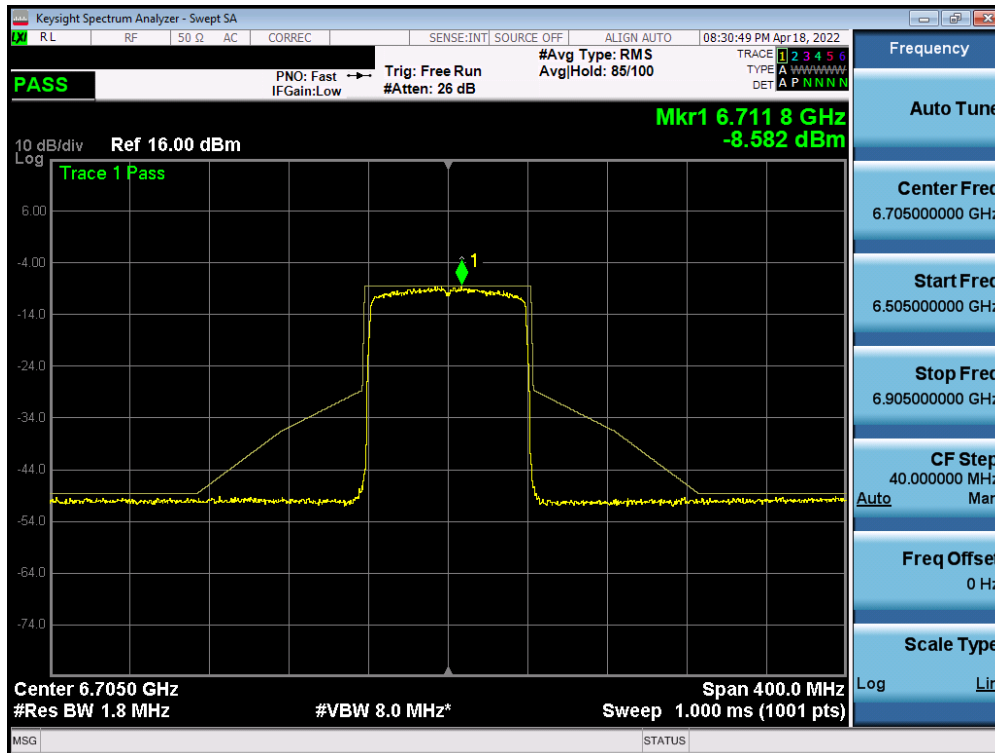 Keysight Spectrum Analyzer - Swept SA
LXI RL RF 50 Ω AC CORREC SENSE:INT SOURCE OFF ALIGN AUTO 08:30:49 PM Apr 18, 2022
PASS
PNO: Fast
IFGain:Low
Trig: Free Run
#Atten: 26 dB
#Avg Type: RMS
Avg|Hold: 85/100
TRACE 1 2 3 4 5 6
TYPE A WWWWW
DET A P N N N N
Mkr1 6.711 8 GHz
-8.582 dBm
10 dB/div Ref 16.00 dBm
Log
Trace 1 Pass
6.00
-4.00
1
-14.0
-24.0
-34.0
-44.0
-54.0
-64.0
-74.0
Center 6.7050 GHz Span 400.0 MHz
#Res BW 1.8 MHz #VBW 8.0 MHz* Sweep 1.000 ms (1001 pts)
MSG STATUS
Frequency
Auto Tune
Center Freq
6.705000000 GHz
Start Freq
6.505000000 GHz
Stop Freq
6.905000000 GHz
CF Step
40.000000 MHz
Auto Man
Freq Offset
0 Hz
Scale Type
Log Lin